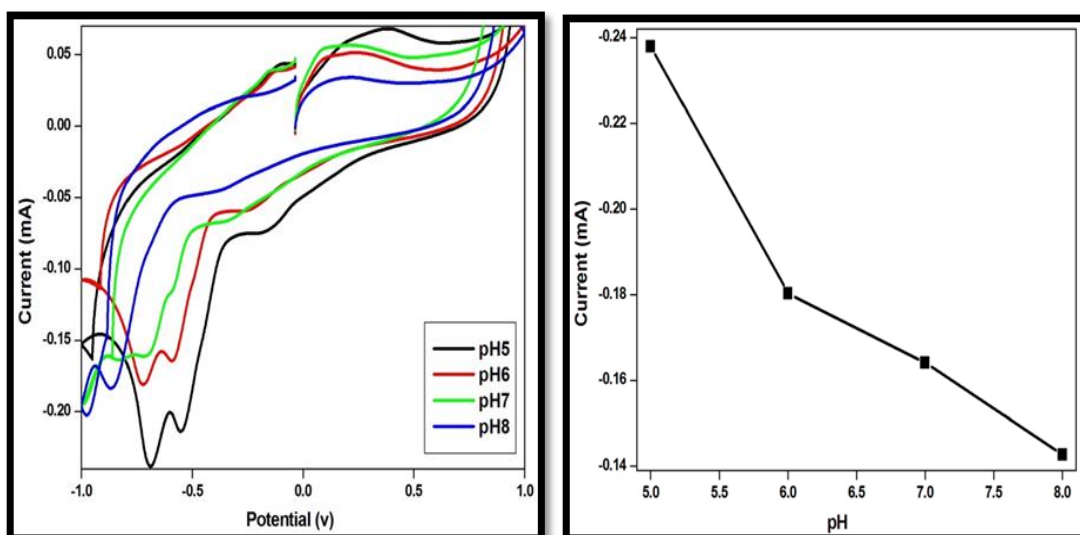 0.05
0.00
-0.05
-0.10
-0.15
-0.20
Current (mA)
-1.0 -0.5 0.0 0.5 1.0
Potential (v)
pH5
pH6
pH7
pH8
-0.24
-0.22
-0.20
-0.18
-0.16
-0.14
Current (mA)
5.0 5.5 6.0 6.5 7.0 7.5 8.0
pH